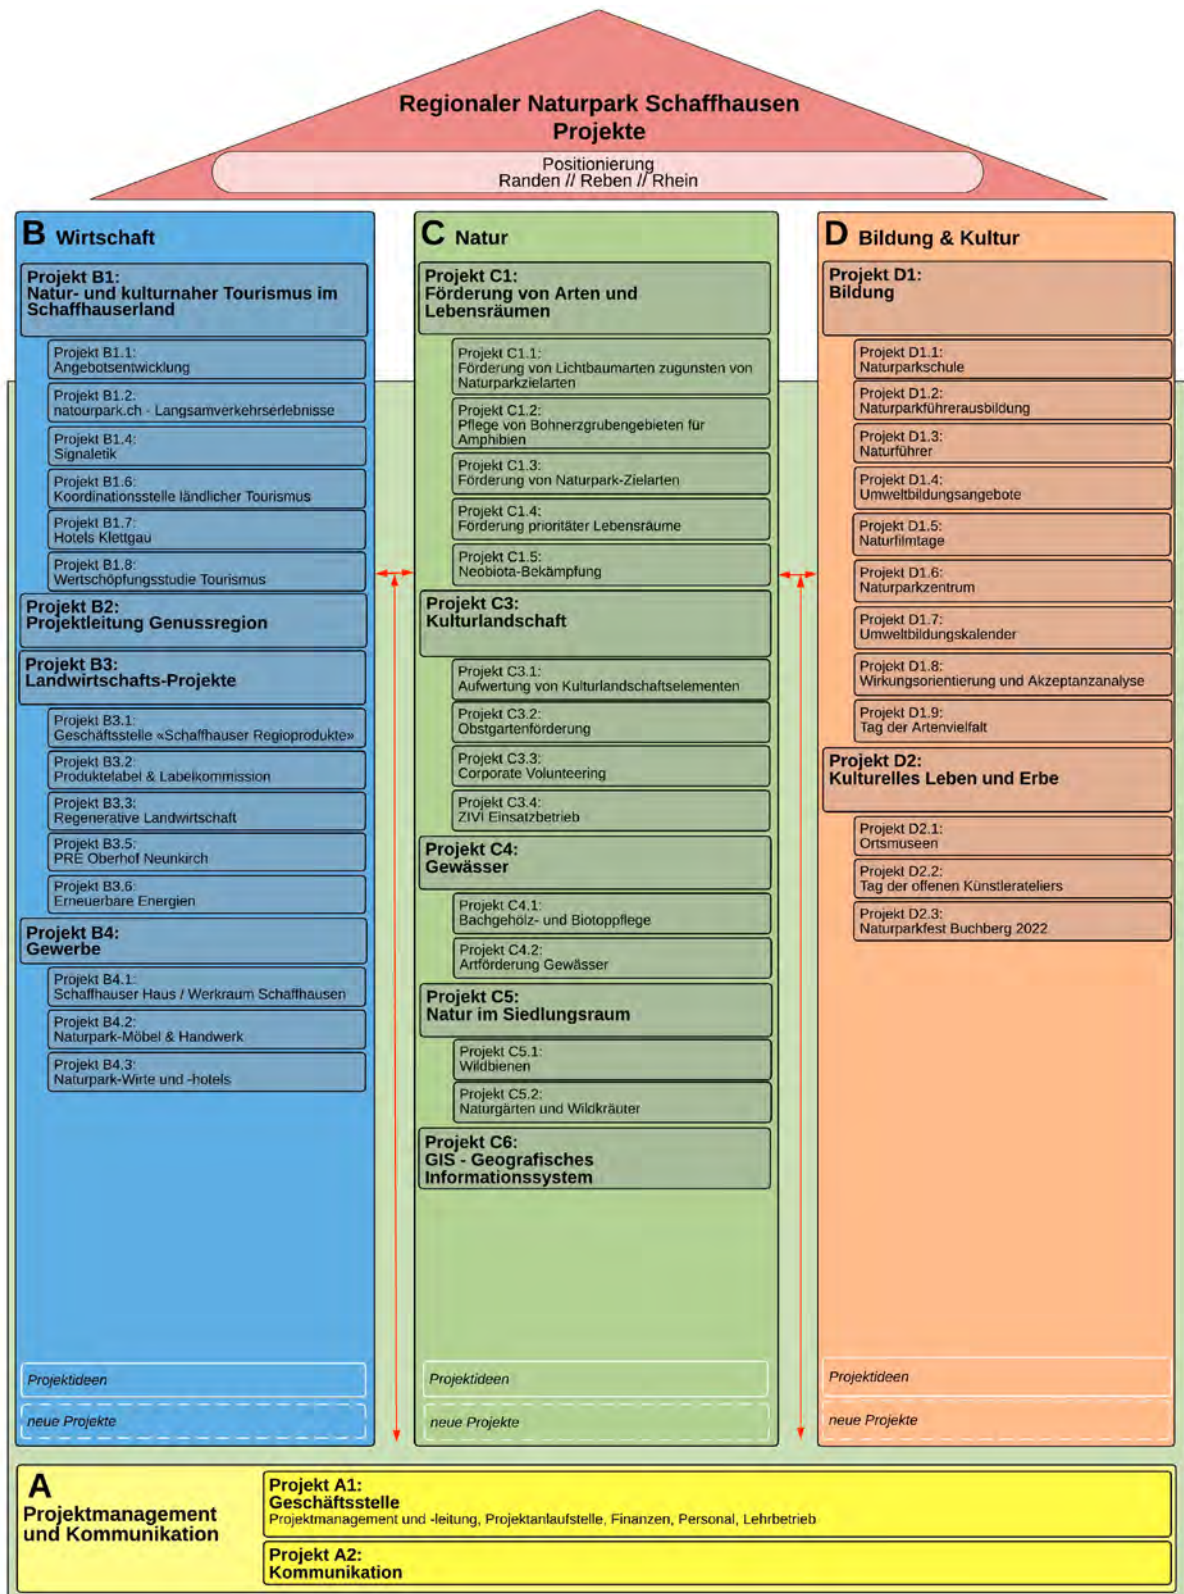 Regionaler Naturpark Schaffhausen
Projekte
Positionierung
Randen // Reben // Rhein
B Wirtschaft
Projekt B1:
Natur- und kulturnaher Tourismus im
Schaffhauserland
Projekt B1.1:
Angebotsentwicklung
Projekt B1.2:
natourpark.ch - Langsamverkehrserlebnisse
Projekt B1.4:
Signaletik
Projekt B1.6:
Koordinationsstelle ländlicher Tourismus
Projekt B1.7:
Hotels Klettgau
Projekt B1.8:
Wertschöpfungsstudie Tourismus
Projekt B2:
Projektleitung Genussregion
Projekt B3:
Landwirtschafts-Projekte
Projekt B3.1:
Geschäftsstelle «Schaffhauser Regioprodukte»
Projekt B3.2:
Produktelabel & Labelkommission
Projekt B3.3:
Regenerative Landwirtschaft
Projekt B3.5:
PRE Oberhof Neunkirch
Projekt B3.6:
Erneuerbare Energien
Projekt B4:
Gewerbe
Projekt B4.1:
Schaffhauser Haus / Werkraum Schaffhausen
Projekt B4.2:
Naturpark-Möbel & Handwerk
Projekt B4.3:
Naturpark-Wirte und -hotels
Projektideen
neue Projekte
C Natur
Projekt C1:
Förderung von Arten und
Lebensräumen
Projekt C1.1:
Förderung von Lichtbaumarten zugunsten von
Naturparkzielarten
Projekt C1.2:
Pflege von Bohnerzgrubengebieten für
Amphibien
Projekt C1.3:
Förderung von Naturpark-Zielarten
Projekt C1.4:
Förderung prioritäter Lebensräume
Projekt C1.5:
Neobiota-Bekämpfung
Projekt C3:
Kulturlandschaft
Projekt C3.1:
Aufwertung von Kulturlandschaftselementen
Projekt C3.2:
Obstgartenförderung
Projekt C3.3:
Corporate Volunteering
Projekt C3.4:
ZIVI Einsatzbetrieb
Projekt C4:
Gewässer
Projekt C4.1:
Bachgehölz- und Biotoppflege
Projekt C4.2:
Artförderung Gewässer
Projekt C5:
Natur im Siedlungsraum
Projekt C5.1:
Wildbienen
Projekt C5.2:
Naturgärten und Wildkräuter
Projekt C6:
GIS - Geografisches
Informationssystem
Projektideen
neue Projekte
D Bildung & Kultur
Projekt D1:
Bildung
Projekt D1.1:
Naturparkschule
Projekt D1.2:
Naturparkführerausbildung
Projekt D1.3:
Naturführer
Projekt D1.4:
Umweltbildungsangebote
Projekt D1.5:
Naturfilmtage
Projekt D1.6:
Naturparkzentrum
Projekt D1.7:
Umweltbildungskalender
Projekt D1.8:
Wirkungsorientierung und Akzeptanzanalyse
Projekt D1.9:
Tag der Artenvielfalt
Projekt D2:
Kulturelles Leben und Erbe
Projekt D2.1:
Ortsmuseen
Projekt D2.2:
Tag der offenen Künstlerateliers
Projekt D2.3:
Naturparkfest Buchberg 2022
Projektideen
neue Projekte
A
Projektmanagement
und Kommunikation
Projekt A1:
Geschäftsstelle
Projektmanagement und -leitung, Projektanlaufstelle, Finanzen, Personal, Lehrbetrieb
Projekt A2:
Kommunikation